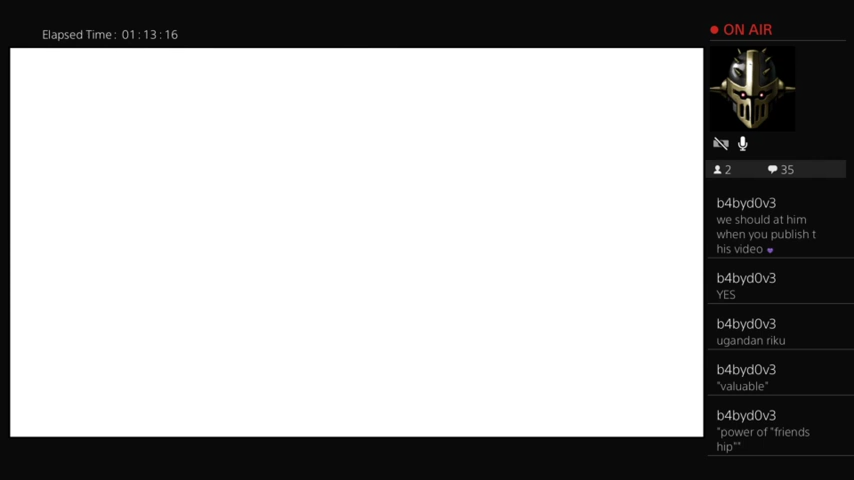 Elapsed Time: 01:13:16
ON AIR
2
35
b4byd0v3
we should at him
when you publish t
his video
b4byd0v3
YES
b4byd0v3
ugandan riku
b4byd0v3
"valuable"
b4byd0v3
"power of "friends
hip""